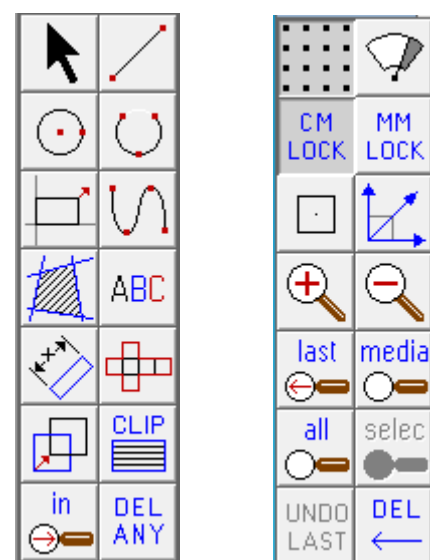 ABC
CLIP
in
DEL
ANY
CM
LOCK
MM
LOCK
last
media
all
selec
UNDO
LAST
DEL